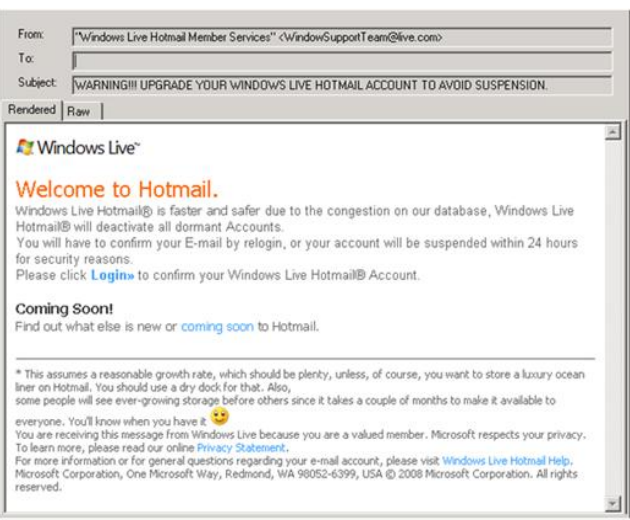 From: "Windows Live Hotmail Member Services" <WindowSupportTeam@live.com>
To:
Subject: WARNING!!! UPGRADE YOUR WINDOWS LIVE HOTMAIL ACCOUNT TO AVOID SUSPENSION.
Rendered Raw
Windows Live™
Welcome to Hotmail.
Windows Live Hotmail® is faster and safer due to the congestion on our database, Windows Live
Hotmail® will deactivate all dormant Accounts.
You will have to confirm your E-mail by relogin, or your account will be suspended within 24 hours
for security reasons.
Please click Login» to confirm your Windows Live Hotmail® Account.
Coming Soon!
Find out what else is new or coming soon to Hotmail.
* This assumes a reasonable growth rate, which should be plenty, unless, of course, you want to store a luxury ocean
liner on Hotmail. You should use a dry dock for that. Also,
some people will see ever-growing storage before others since it takes a couple of months to make it available to
everyone. You'll know when you have it
You are receiving this message from Windows Live because you are a valued member. Microsoft respects your privacy.
To learn more, please read our online Privacy Statement.
For more information or for general questions regarding your e-mail account, please visit Windows Live Hotmail Help.
Microsoft Corporation, One Microsoft Way, Redmond, WA 98052-6399, USA © 2008 Microsoft Corporation. All rights
reserved.